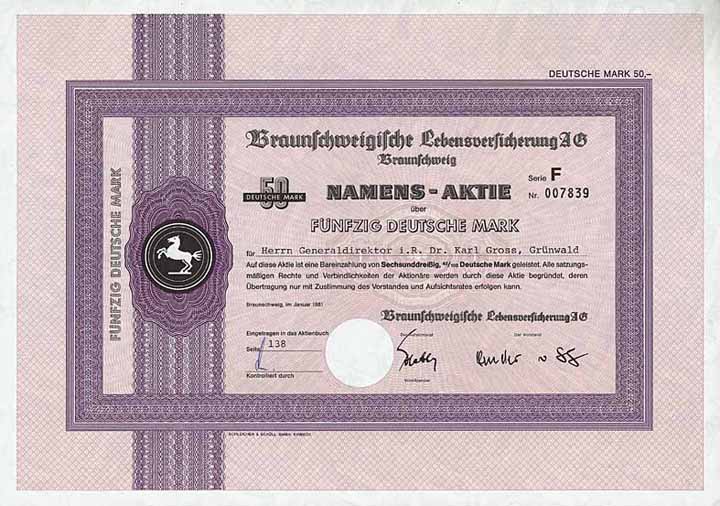 DEUTSCHE MARK 50,–
Braunschweigische Lebensversicherung AG
Braunschweig
Serie F
50
DEUTSCHE MARK
NAMENS-AKTIE
Nr. 007839
über
FÜNFZIG DEUTSCHE MARK
FÜNFZIG DEUTSCHE MARK
für Herrn Generaldirektor i.R. Dr. Karl Gross, Grünwald
Auf diese Aktie ist eine Bareinzahlung von Sechsunddreißig, Deutsche Mark geleistet. Alle satzungs-
mäßigen Rechte und Verbindlichkeiten der Aktionäre werden durch diese Aktie begründet, deren
Übertragung nur mit Zustimmung des Vorstandes und Aufsichtsrates erfolgen kann.
Braunschweig, im Januar 1981
Braunschweigische Lebensversicherung AG
Eingetragen in das Aktienbuch
Der Aufsichtsrat
Der Vorstand
Seite 138
Kontrolliert durch
Vorsitzender